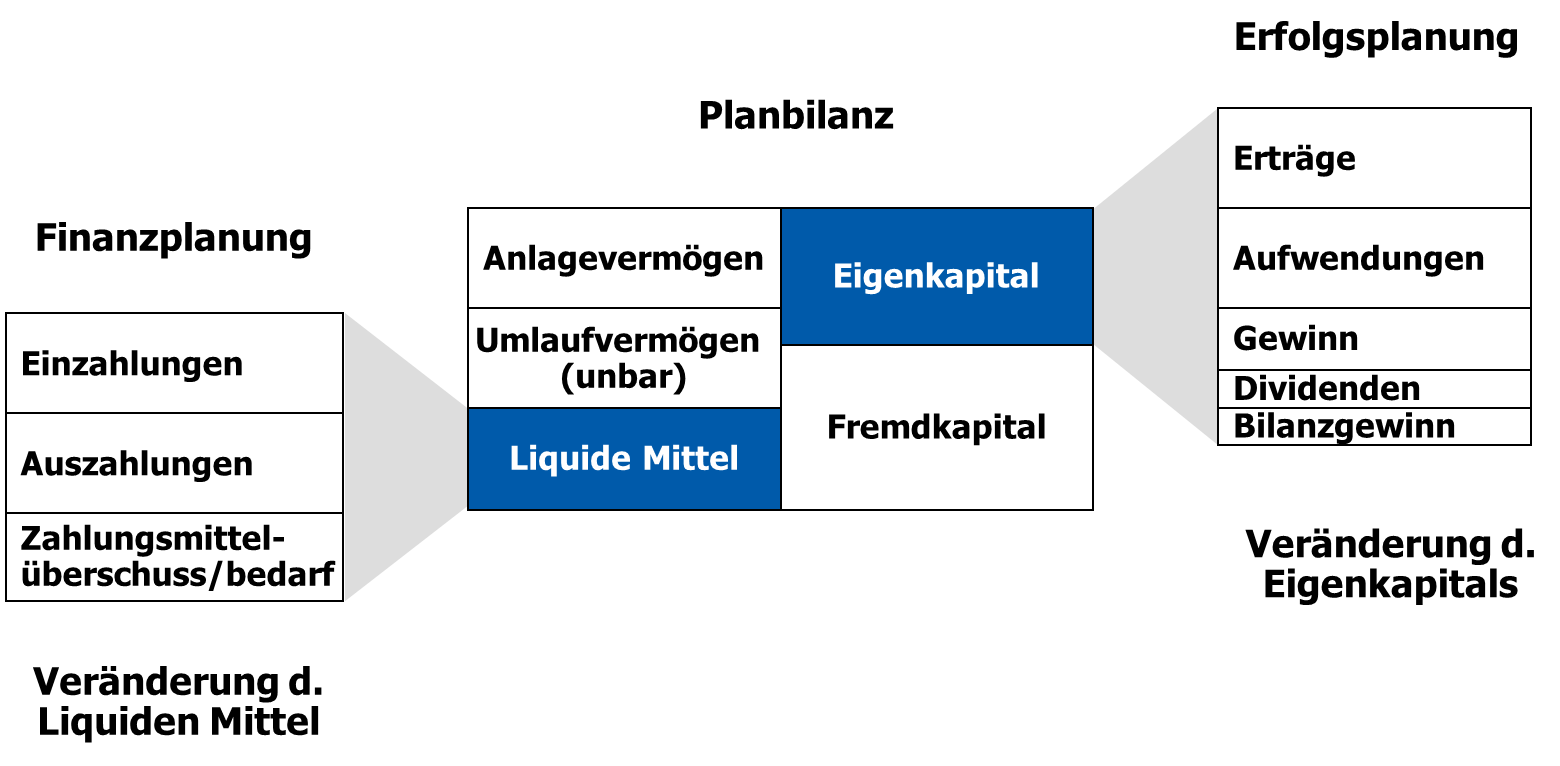 Finanzplanung
Einzahlungen
Auszahlungen
Zahlungsmittel-
überschuss/bedarf
Veränderung d.
Liquiden Mittel
Planbilanz
Anlagevermögen
Umlaufvermögen
(unbar)
Liquide Mittel
Eigenkapital
Fremdkapital
Erfolgsplanung
Erträge
Aufwendungen
Gewinn
Dividenden
Bilanzgewinn
Veränderung d.
Eigenkapitals